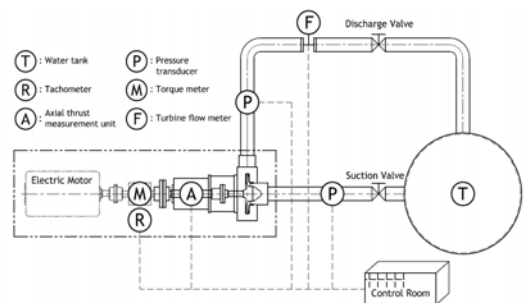 F
Discharge Valve
T : Water tank
P : Pressure
transducer
R : Tachometer
M : Torque meter
A : Axial thrust
measurement unit
F : Turbine flow meter
P
Electric Motor
M
A
R
P
Suction Valve
T
Control Room